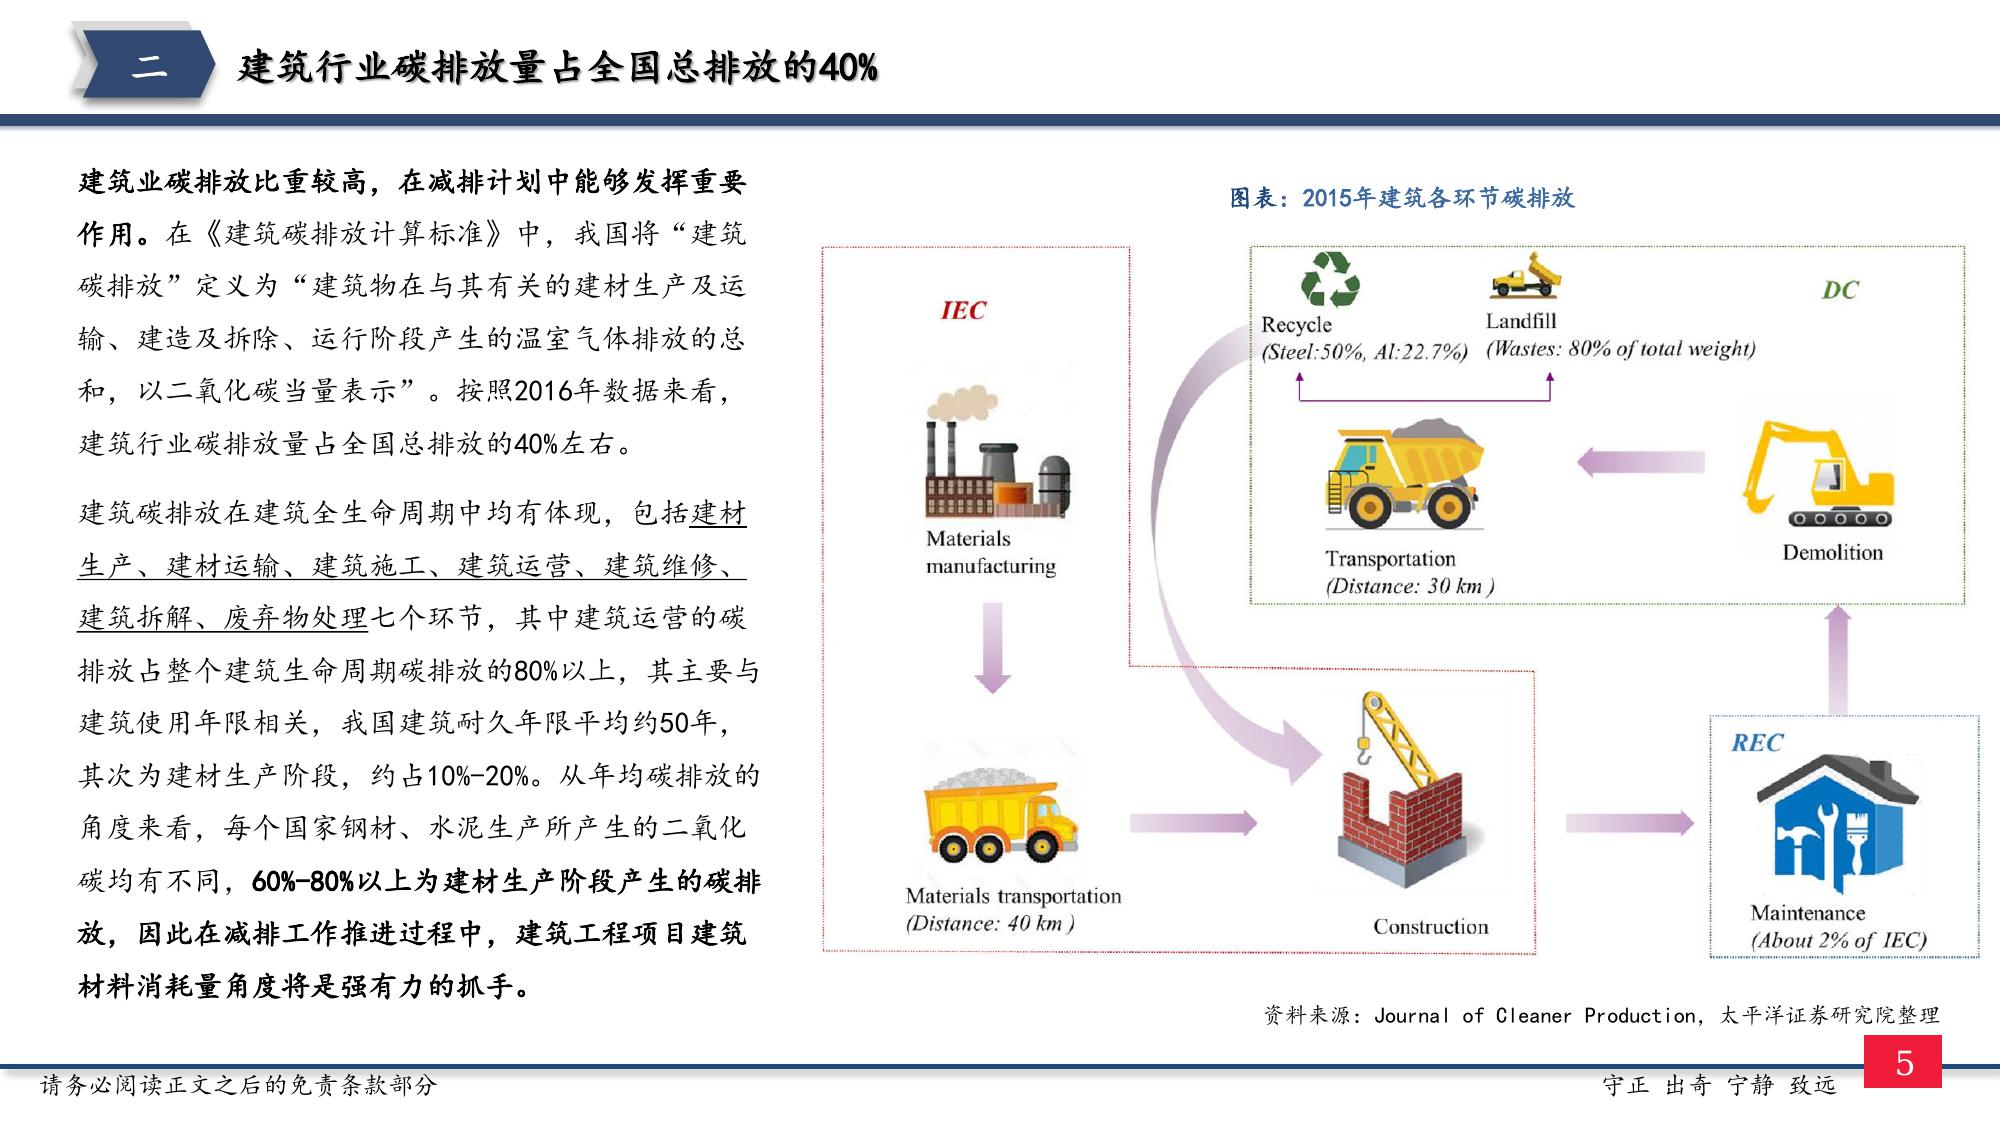 二
建筑行业碳排放量占全国总排放的40%
建筑业碳排放比重较高，在减排计划中能够发挥重要
作用。在《建筑碳排放计算标准》中，我国将“建筑
碳排放”定义为“建筑物在与其有关的建材生产及运
输、建造及拆除、运行阶段产生的温室气体排放的总
和，以二氧化碳当量表示”。按照2016年数据来看，
建筑行业碳排放量占全国总排放的40%左右。
建筑碳排放在建筑全生命周期中均有体现，包括建材
生产、建材运输、建筑施工、建筑运营、建筑维修、
建筑拆解、废弃物处理七个环节，其中建筑运营的碳
排放占整个建筑生命周期碳排放的80%以上，其主要与
建筑使用年限相关，我国建筑耐久年限平均约50年，
其次为建材生产阶段，约占10%-20%。从年均碳排放的
角度来看，每个国家钢材、水泥生产所产生的二氧化
碳均有不同，60%-80%以上为建材生产阶段产生的碳排
放，因此在减排工作推进过程中，建筑工程项目建筑
材料消耗量角度将是强有力的抓手。
图表：2015年建筑各环节碳排放
IEC
Materials
manufacturing
Materials transportation
(Distance: 40 km )
Construction
DC
Recycle
(Steel:50%, Al:22.7%)
Landfill
(Wastes: 80% of total weight)
Transportation
(Distance: 30 km )
Demolition
REC
Maintenance
(About 2% of IEC)
资料来源：Journal of Cleaner Production，太平洋证券研究院整理
请务必阅读正文之后的免责条款部分
守正 出奇 宁静 致远
5